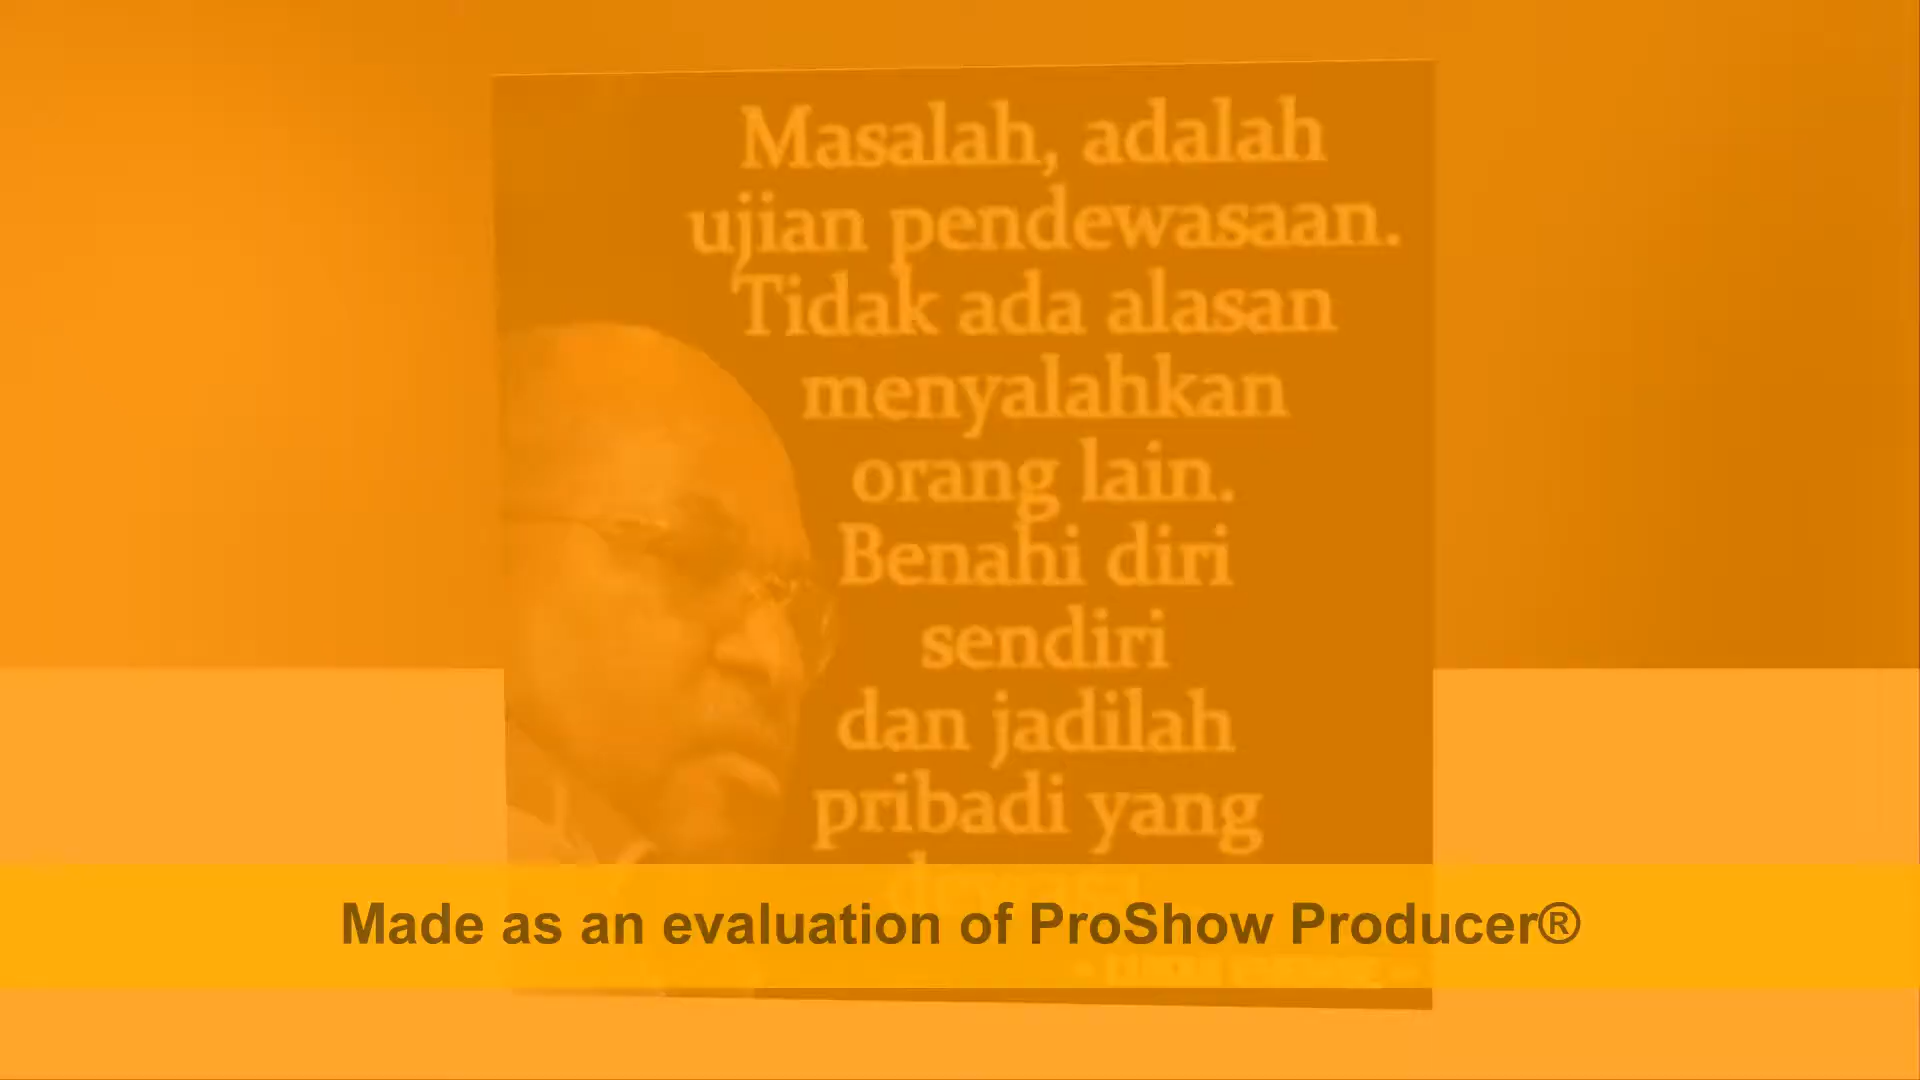 Masalah, adalah
ujian pendewasaan.
Tidak ada alasan
menyalahkan
orang lain.
Benahi diri
sendiri
dan jadilah
pribadi yang
dewasa
Made as an evaluation of ProShow Producer®